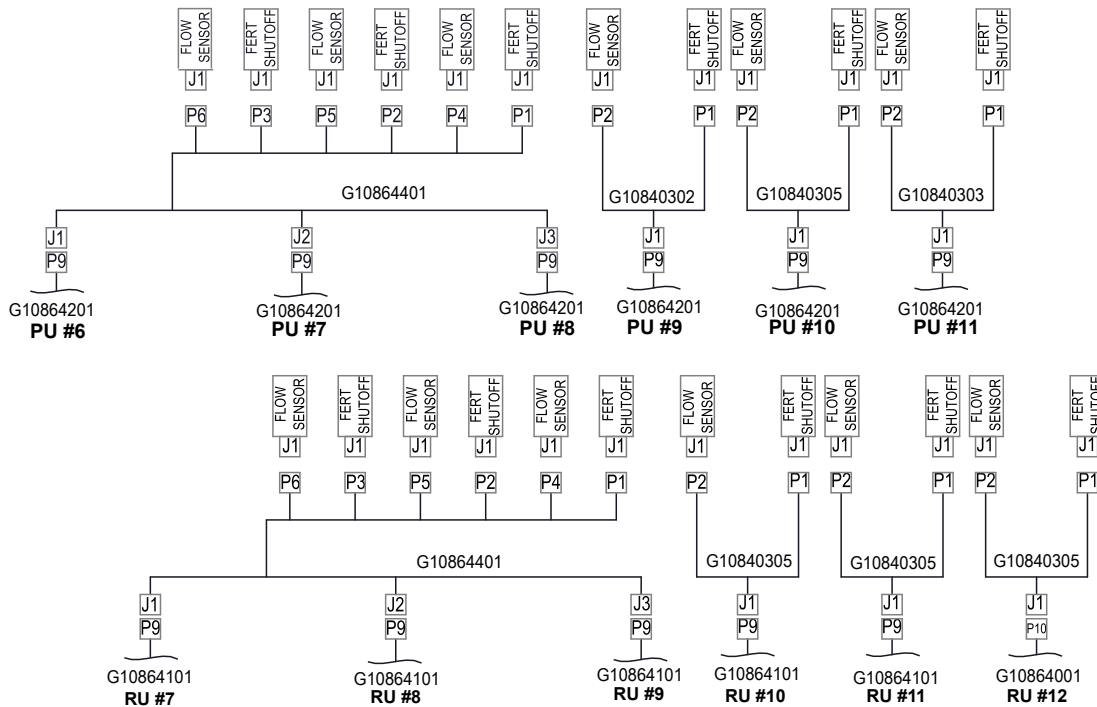 FLOW SENSOR
FERT SHUTOFF
FLOW SENSOR
FERT SHUTOFF
FLOW SENSOR
FERT SHUTOFF
FLOW SENSOR
FERT SHUTOFF
FLOW SENSOR
FERT SHUTOFF
FLOW SENSOR
FERT SHUTOFF
J1 J1 J1 J1 J1 J1 J1 J1 J1 J1 J1 J1
P6 P3 P5 P2 P4 P1 P2 P1 P2 P1 P2 P1
G10864401 G10840302 G10840305 G10840303
J1 J2 J3 J1 J1 J1
P9 P9 P9 P9 P9 P9
G10864201 G10864201 G10864201 G10864201 G10864201 G10864201
PU #6 PU #7 PU #8 PU #9 PU #10 PU #11
FLOW SENSOR
FERT SHUTOFF
FLOW SENSOR
FERT SHUTOFF
FLOW SENSOR
FERT SHUTOFF
FLOW SENSOR
FERT SHUTOFF
FLOW SENSOR
FERT SHUTOFF
FLOW SENSOR
FERT SHUTOFF
J1 J1 J1 J1 J1 J1 J1 J1 J1 J1 J1 J1
P6 P3 P5 P2 P4 P1 P2 P1 P2 P1 P2 P1
G10864401 G10840305 G10840305 G10840305
J1 J2 J3 J1 J1 J1
P9 P9 P9 P9 P9 P10
G10864101 G10864101 G10864101 G10864101 G10864101 G10864001
RU #7 RU #8 RU #9 RU #10 RU #11 RU #12